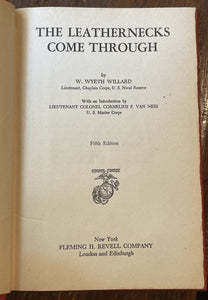 THE LEATHERNECKS
COME THROUGH
by
W. WYETH WILLARD
Lieutenant, Chaplain Corps, U. S. Naval Reserve
With an Introduction by
LIEUTENANT COLONEL CORNELIUS P. VAN NESS
U. S. Marine Corps
Fifth Edition
New York
FLEMING H. REVELL COMPANY
London and Edinburgh